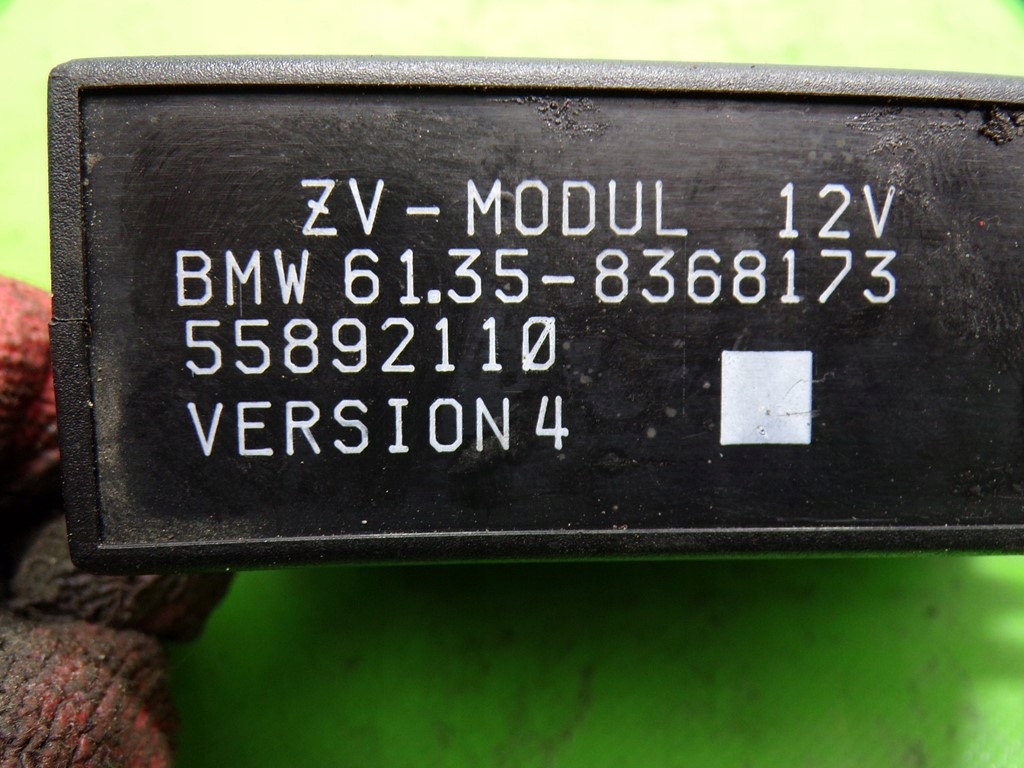 ZV - MODUL 12V
BMW 61.35-8368173
55892110
VERSION 4